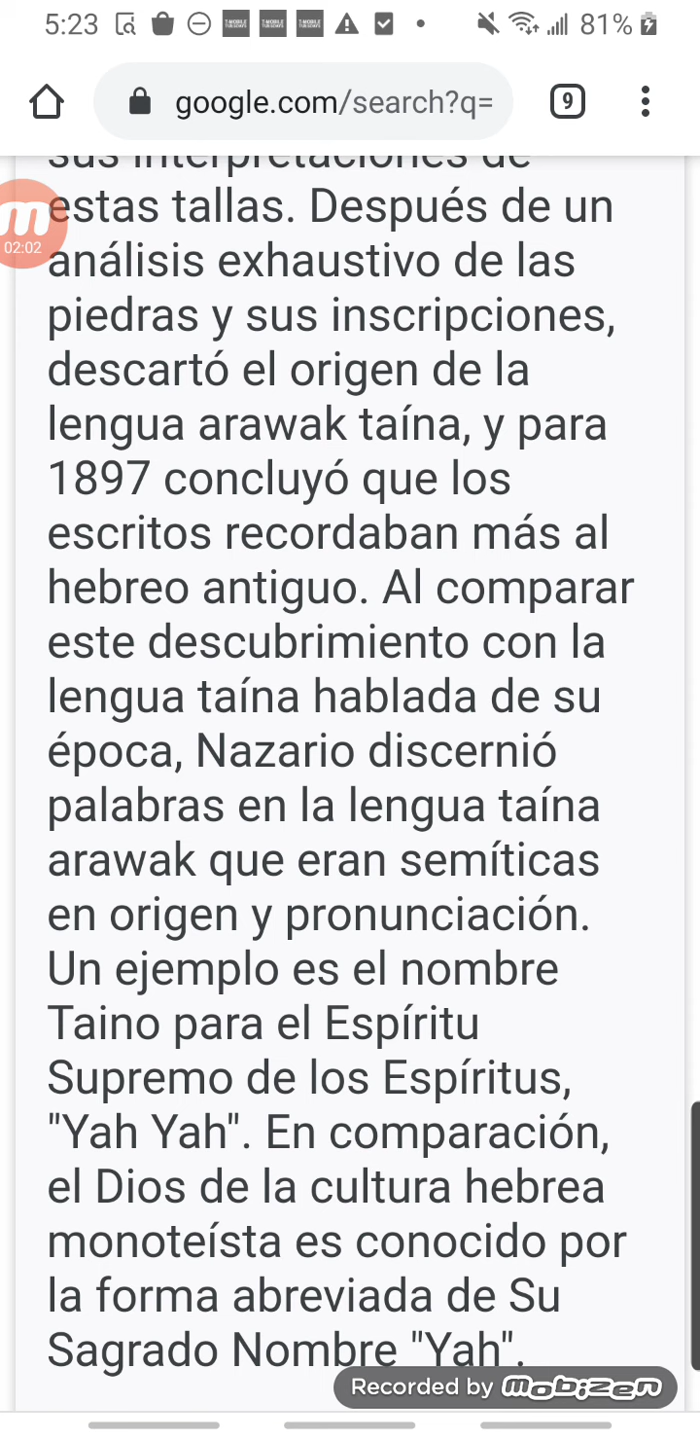 5:23
81%
google.com/search?q=
9
sus interpretaciones de
estas tallas. Después de un
02:02
análisis exhaustivo de las
piedras y sus inscripciones,
descartó el origen de la
lengua arawak taína, y para
1897 concluyó que los
escritos recordaban más al
hebreo antiguo. Al comparar
este descubrimiento con la
lengua taína hablada de su
época, Nazario discernió
palabras en la lengua taína
arawak que eran semíticas
en origen y pronunciación.
Un ejemplo es el nombre
Taino para el Espíritu
Supremo de los Espíritus,
"Yah Yah". En comparación,
el Dios de la cultura hebrea
monoteísta es conocido por
la forma abreviada de Su
Sagrado Nombre "Yah".
Recorded by mobizen